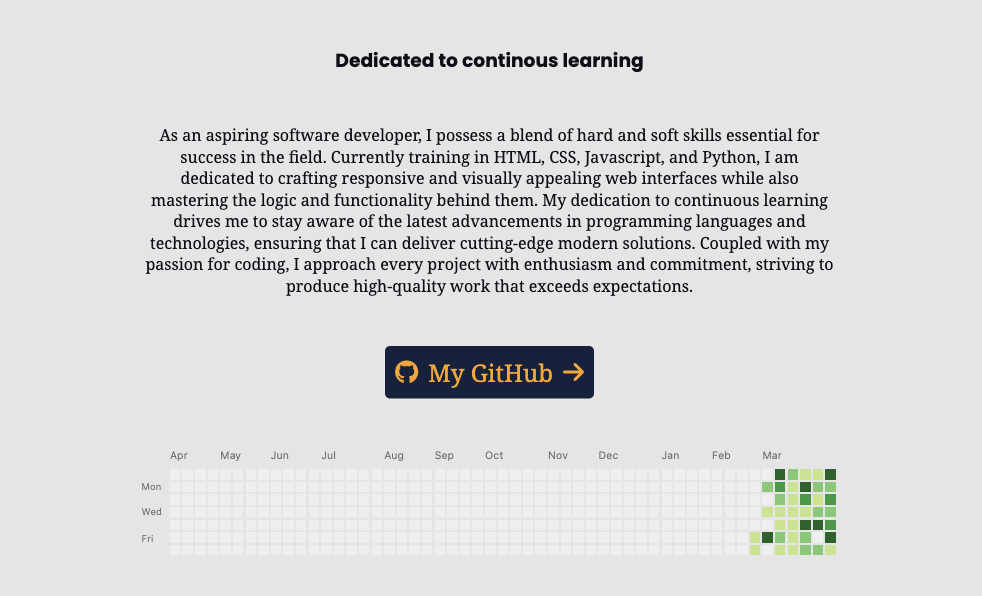 Dedicated to continous learning
As an aspiring software developer, I possess a blend of hard and soft skills essential for
success in the field. Currently training in HTML, CSS, Javascript, and Python, I am
dedicated to crafting responsive and visually appealing web interfaces while also
mastering the logic and functionality behind them. My dedication to continuous learning
drives me to stay aware of the latest advancements in programming languages and
technologies, ensuring that I can deliver cutting-edge modern solutions. Coupled with my
passion for coding, I approach every project with enthusiasm and commitment, striving to
produce high-quality work that exceeds expectations.
My GitHub
Apr May Jun Jul Aug Sep Oct Nov Dec Jan Feb Mar
Mon
Wed
Fri